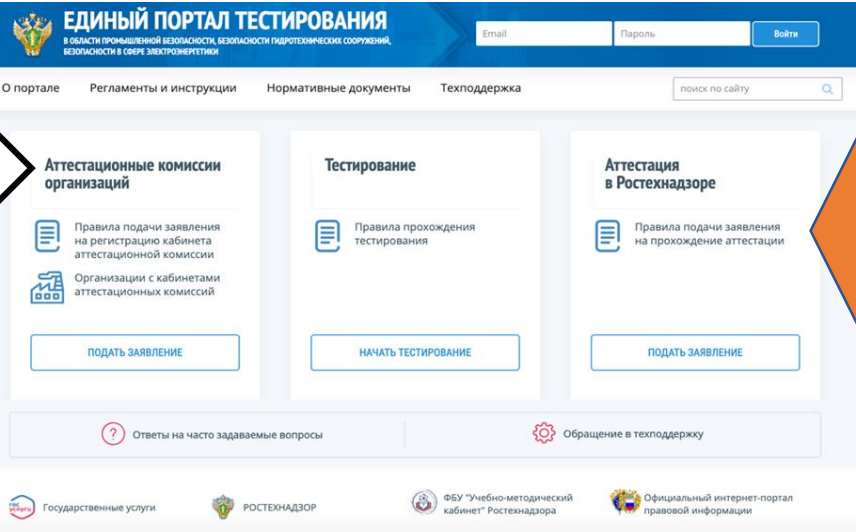 ЕДИНЫЙ ПОРТАЛ ТЕСТИРОВАНИЯ
В ОБЛАСТИ ПРОМЫШЛЕННОЙ БЕЗОПАСНОСТИ, БЕЗОПАСНОСТИ ГИДРОТЕХНИЧЕСКИХ СООРУЖЕНИЙ,
БЕЗОПАСНОСТИ В СФЕРЕ ЭЛЕКТРОЭНЕРГЕТИКИ
Email
Пароль
Войти
О портале
Регламенты и инструкции
Нормативные документы
Техподдержка
поиск по сайту
Аттестационные комиссии
организаций
Правила подачи заявления
на регистрацию кабинета
аттестационной комиссии
Организации с кабинетами
аттестационных комиссий
ПОДАТЬ ЗАЯВЛЕНИЕ
Тестирование
Правила прохождения
тестирования
НАЧАТЬ ТЕСТИРОВАНИЕ
Аттестация
в Ростехнадзоре
Правила подачи заявления
на прохождение аттестации
ПОДАТЬ ЗАЯВЛЕНИЕ
Ответы на часто задаваемые вопросы
Обращение в техподдержку
гос
услуги
Государственные услуги
РОСТЕХНАДЗОР
ФБУ "Учебно-методический
кабинет" Ростехнадзора
Официальный интернет-портал
правовой информации